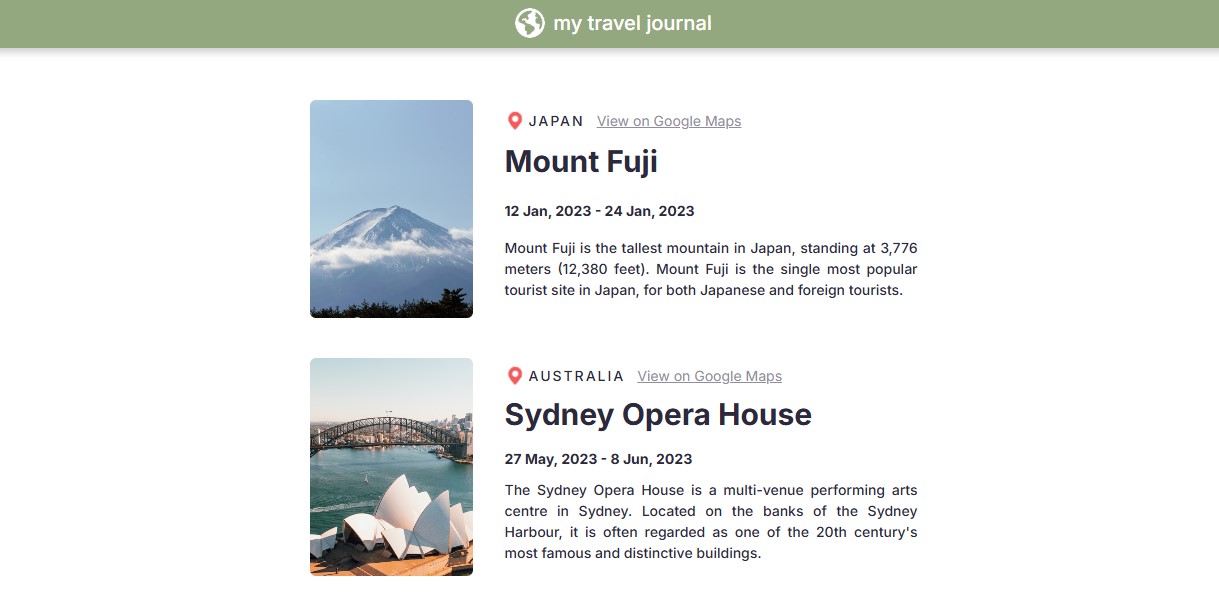 my travel journal
JAPAN View on Google Maps
Mount Fuji
12 Jan, 2023 - 24 Jan, 2023
Mount Fuji is the tallest mountain in Japan, standing at 3,776
meters (12,380 feet). Mount Fuji is the single most popular
tourist site in Japan, for both Japanese and foreign tourists.
AUSTRALIA View on Google Maps
Sydney Opera House
27 May, 2023 - 8 Jun, 2023
The Sydney Opera House is a multi-venue performing arts
centre in Sydney. Located on the banks of the Sydney
Harbour, it is often regarded as one of the 20th century's
most famous and distinctive buildings.